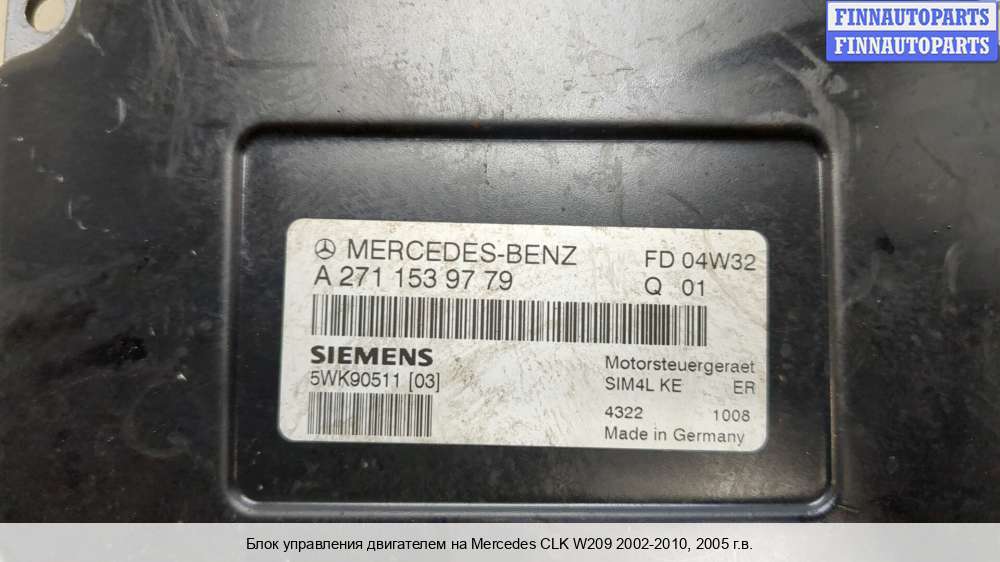 FINNAUTOPARTS
FINNAUTOPARTS
MERCEDES-BENZ FD 04W32
A 271 153 97 79 Q 01
SIEMENS Motorsteuergeraet
5WK90511 [03] SIM4L KE ER
4322 1008
Made in Germany
Блок управления двигателем на Mercedes CLK W209 2002-2010, 2005 г.в.